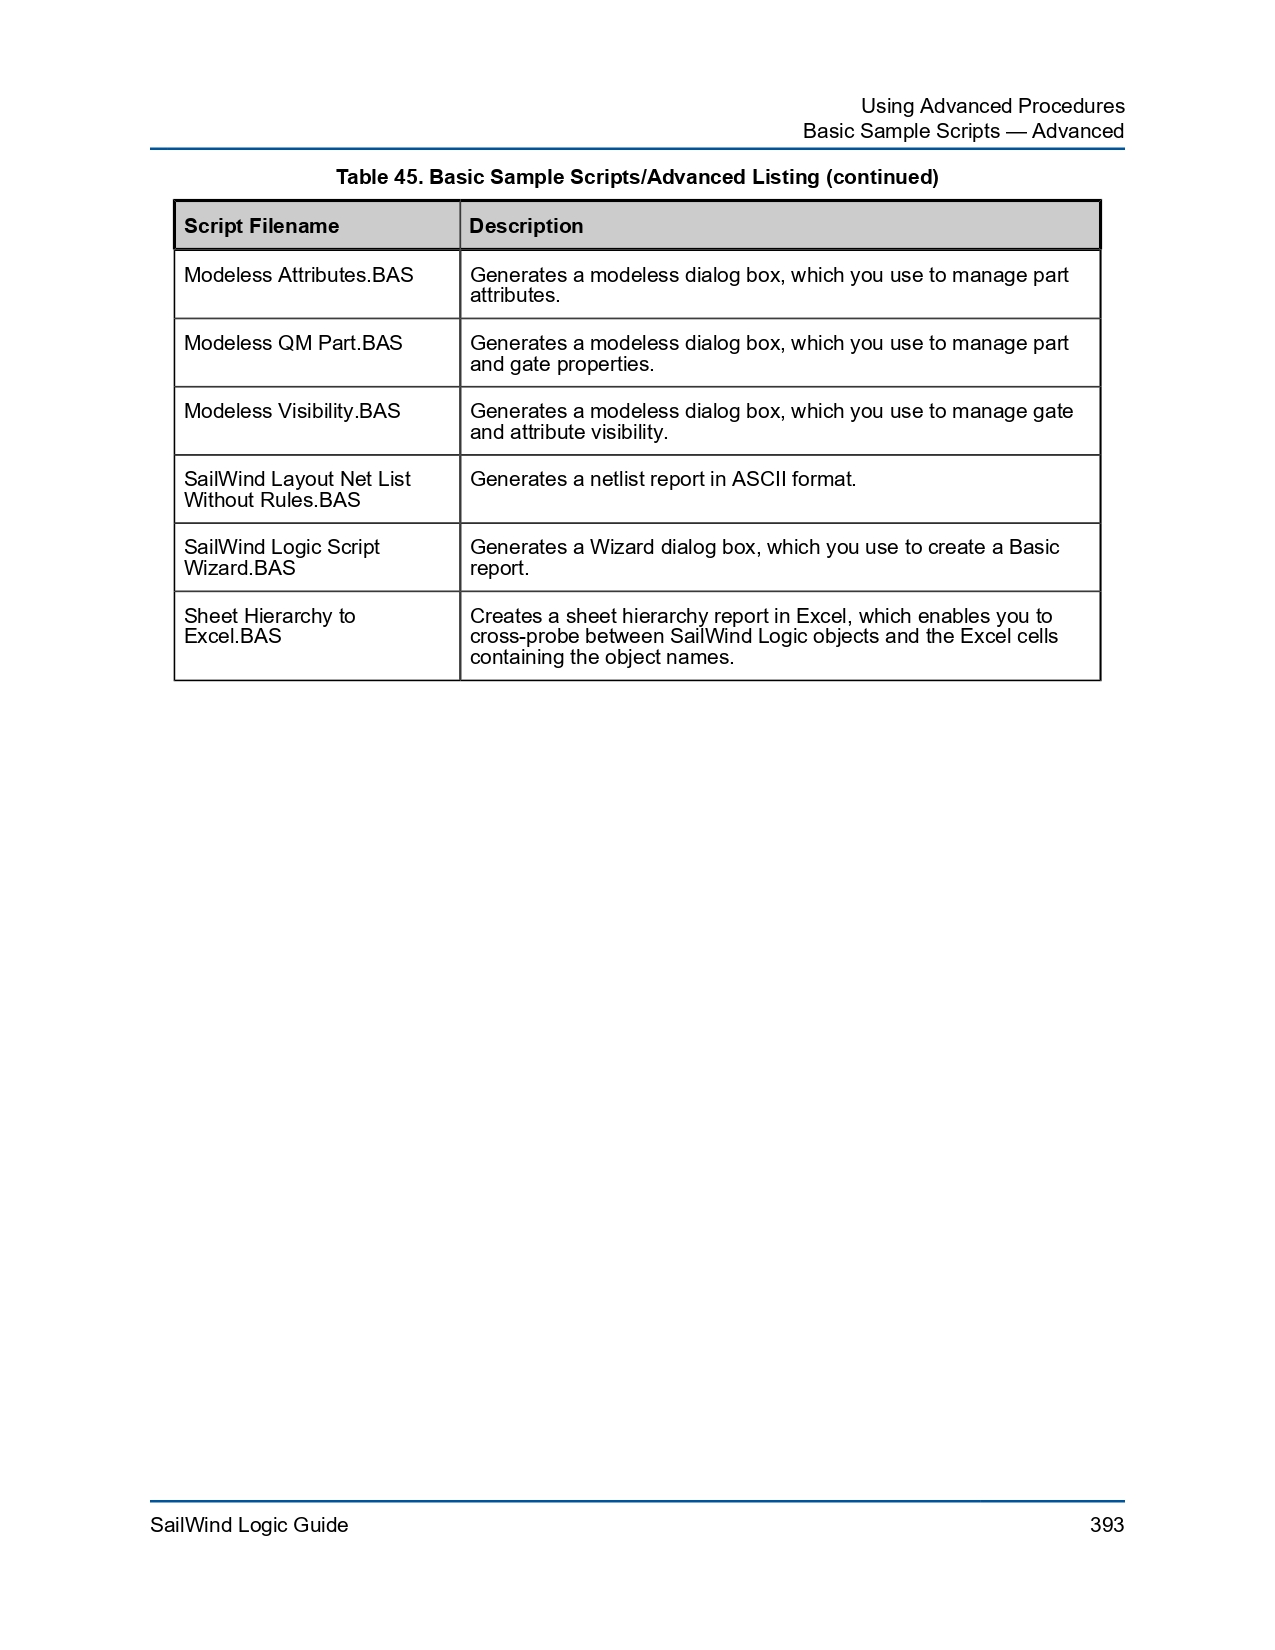 Using Advanced Procedures
Basic Sample Scripts — Advanced
Table 45. Basic Sample Scripts/Advanced Listing (continued)
Script Filename
Description
Modeless Attributes.BAS
Generates a modeless dialog box, which you use to manage part
attributes.
Modeless QM Part.BAS
Generates a modeless dialog box, which you use to manage part
and gate properties.
Modeless Visibility.BAS
Generates a modeless dialog box, which you use to manage gate
and attribute visibility.
SailWind Layout Net List
Without Rules.BAS
Generates a netlist report in ASCII format.
SailWind Logic Script
Wizard.BAS
Generates a Wizard dialog box, which you use to create a Basic
report.
Sheet Hierarchy to
Excel.BAS
Creates a sheet hierarchy report in Excel, which enables you to
cross-probe between SailWind Logic objects and the Excel cells
containing the object names.
SailWind Logic Guide
393